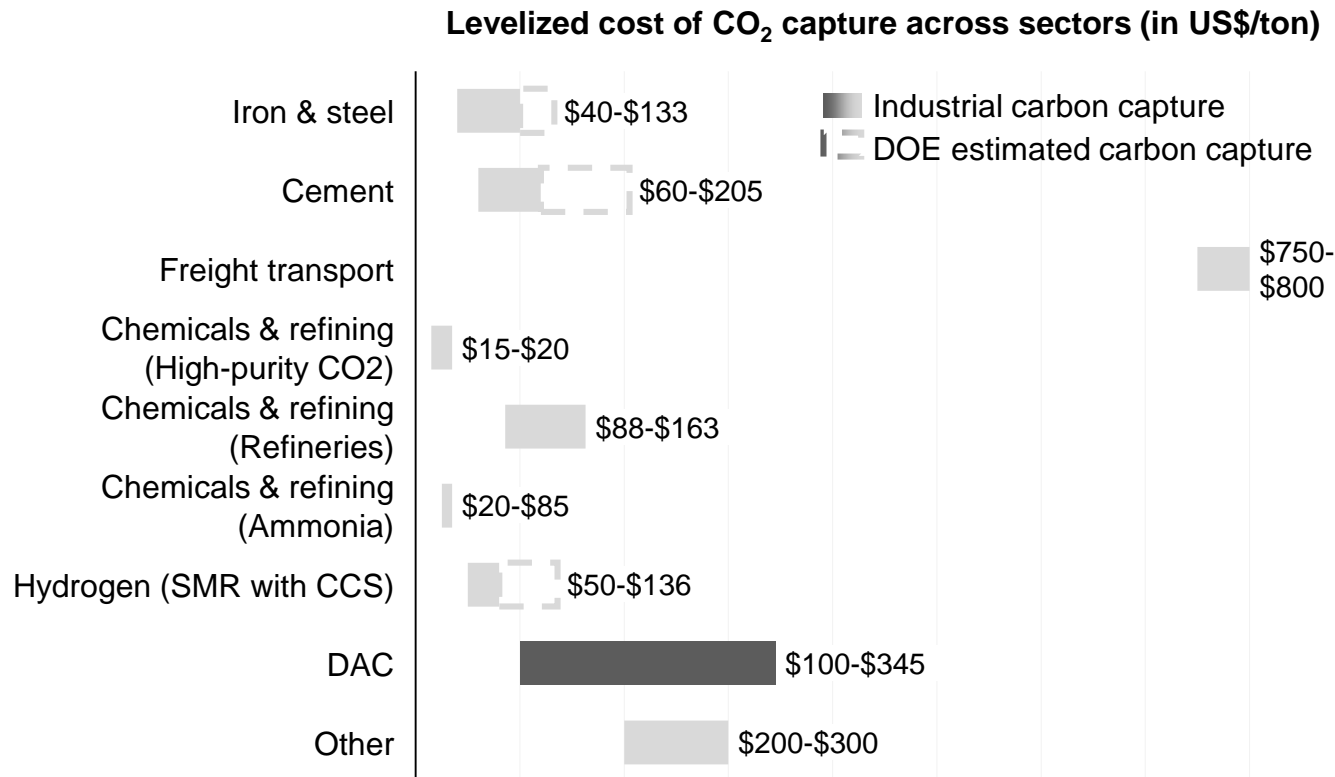 Levelized cost of CO₂ capture across sectors (in US$/ton)
Industrial carbon capture
DOE estimated carbon capture
Iron & steel
$40-$133
Cement
$60-$205
Freight transport
$750-
$800
Chemicals & refining
(High-purity CO2)
$15-$20
Chemicals & refining
(Refineries)
$88-$163
Chemicals & refining
(Ammonia)
$20-$85
Hydrogen (SMR with CCS)
$50-$136
DAC
$100-$345
Other
$200-$300